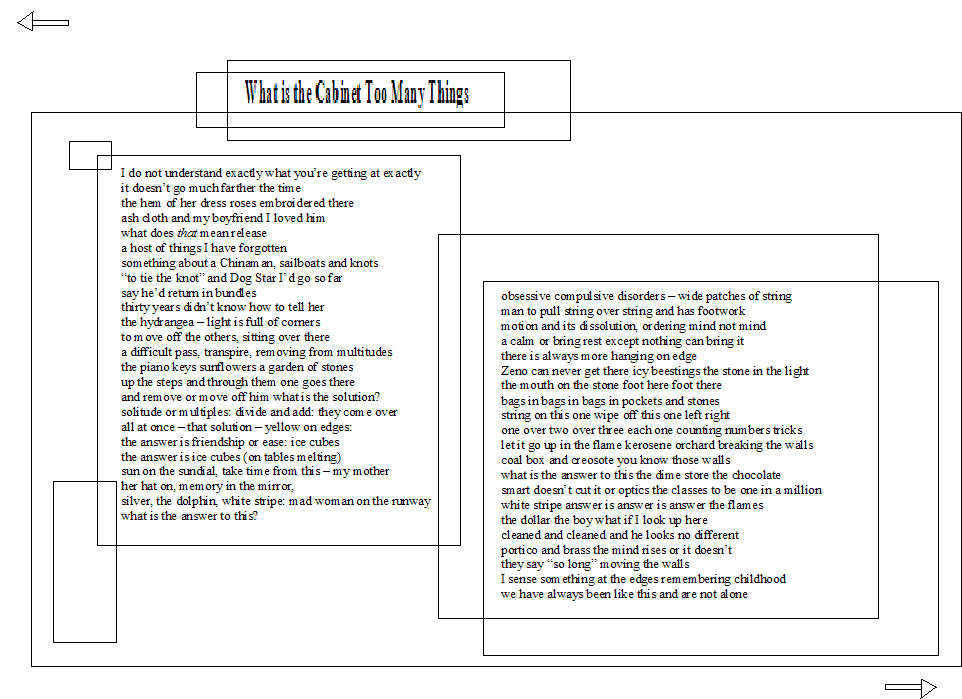 What is the Cabinet Too Many Things
I do not understand exactly what you're getting at exactly
it doesn't go much farther the time
the hem of her dress roses embroidered there
ash cloth and my boyfriend I loved him
what does that mean release
a host of things I have forgotten
something about a Chinaman, sailboats and knots
“to tie the knot” and Dog Star I'd go so far
say he'd return in bundles
thirty years didn't know how to tell her
the hydrangea – light is full of corners
to move off the others, sitting over there
a difficult pass, transpire, removing from multitudes
the piano keys sunflowers a garden of stones
up the steps and through them one goes there
and remove or move off him what is the solution?
solitude or multiples: divide and add: they come over
all at once – that solution – yellow on edges:
the answer is friendship or ease: ice cubes
the answer is ice cubes (on tables melting)
sun on the sundial, take time from this – my mother
her hat on, memory in the mirror,
silver, the dolphin, white stripe: mad woman on the runway
what is the answer to this?
obsessive compulsive disorders – wide patches of string
man to pull string over string and has footwork
motion and its dissolution, ordering mind not mind
a calm or bring rest except nothing can bring it
there is always more hanging on edge
Zeno can never get there icy beestings the stone in the light
the mouth on the stone foot here foot there
bags in bags in bags in pockets and stones
string on this one wipe off this one left right
one over two over three each one counting numbers tricks
let it go up in the flame kerosene orchard breaking the walls
coal box and creosote you know those walls
what is the answer to this the dime store the chocolate
smart doesn't cut it or optics the classes to be one in a million
white stripe answer is answer is answer the flames
the dollar the boy what if I look up here
cleaned and cleaned and he looks no different
portico and brass the mind rises or it doesn't
they say “so long” moving the walls
I sense something at the edges remembering childhood
we have always been like this and are not alone